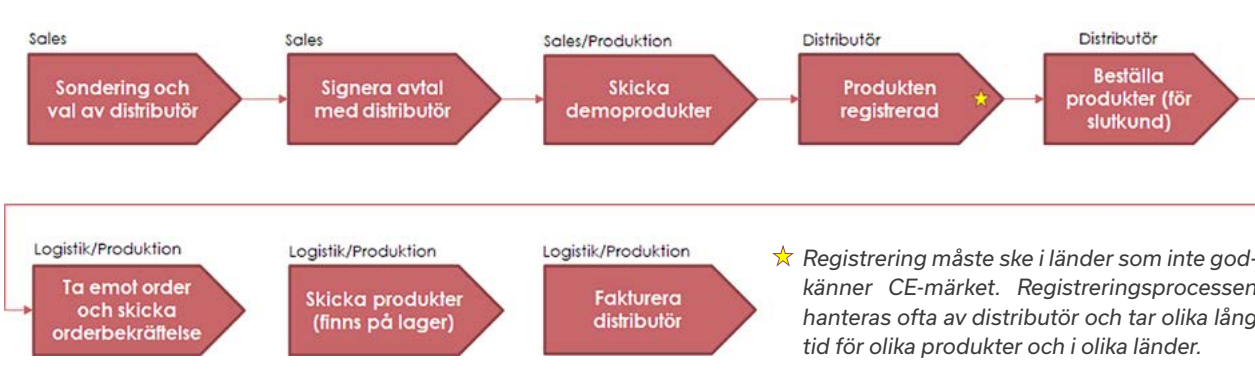 Sales
Sondering och
val av distributör
Sales
Signera avtal
med distributör
Sales/Produktion
Skicka
demoprodukter
Distributör
Produkten
registrerad
Distributör
Beställa
produkter (för
slutkund)
Logistik/Produktion
Ta emot order
och skicka
orderbekräftelse
Logistik/Produktion
Skicka produkter
(finns på lager)
Logistik/Produktion
Fakturera
distributör
Registrering måste ske i länder som inte god-
känner CE-märket. Registreringsprocessen
hanteras ofta av distributör och tar olika lång
tid för olika produkter och i olika länder.